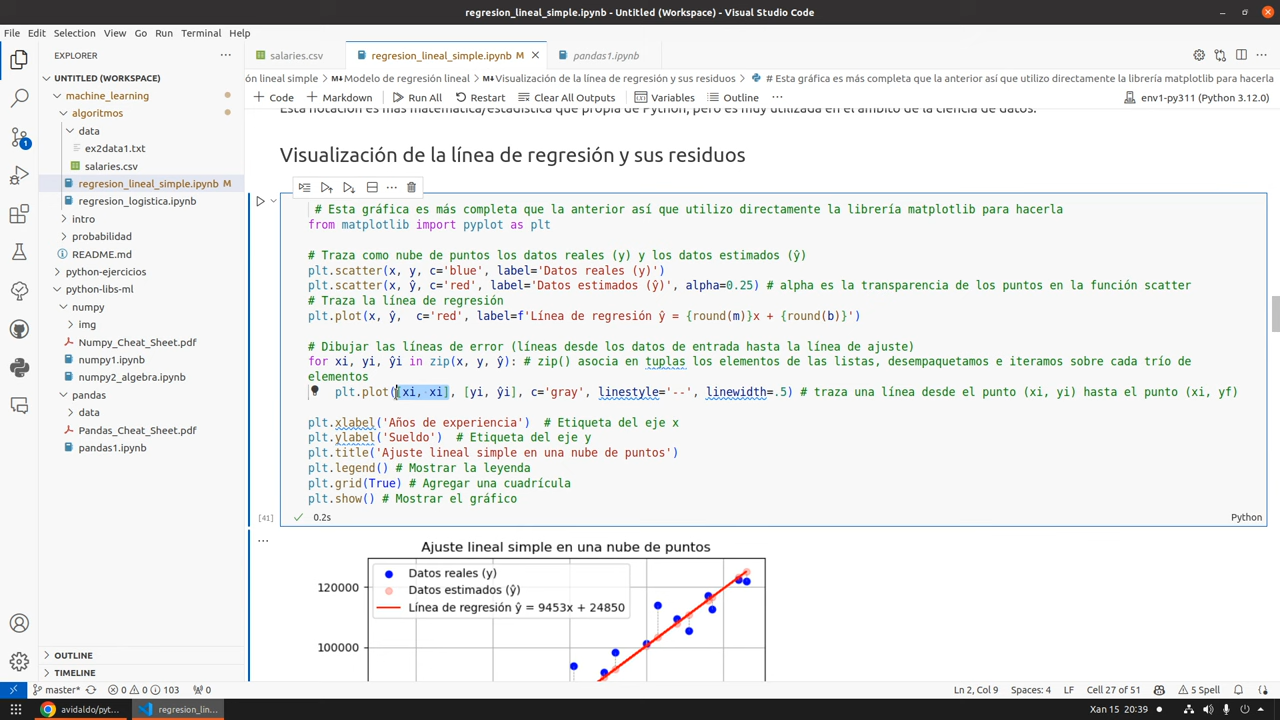 regresion_lineal_simple.ipynb - Untitled (Workspace) - Visual Studio Code
File Edit Selection View Go Run Terminal Help
EXPLORER
salaries.csv
regresion_lineal_simple.ipynb M
pandas1.ipynb
UNTITLED (WORKSPACE)
machine_learning
algoritmos
data
ex2data1.txt
salaries.csv
regresion_lineal_simple.ipynb M
regresion_logistica.ipynb
intro
probabilidad
README.md
python-ejercicios
python-libs-ml
numpy
img
Numpy_Cheat_Sheet.pdf
numpy1.ipynb
numpy2_algebra.ipynb
pandas
data
Pandas_Cheat_Sheet.pdf
pandas1.ipynb
OUTLINE
TIMELINE
ón lineal simple > Modelo de regresión lineal > Visualización de la línea de regresión y sus residuos > # Esta gráfica es más completa que la anterior así que utilizo directamente la librería matplotlib para hacerla
+ Code + Markdown Run All Restart Clear All Outputs Variables Outline ... env1-py311 (Python 3.12.0)
Esta notación es más matemática/estadística que propia de Python, pero es muy utilizada en el ámbito de la ciencia de datos.
Visualización de la línea de regresión y sus residuos
# Esta gráfica es más completa que la anterior así que utilizo directamente la librería matplotlib para hacerla
from matplotlib import pyplot as plt
# Traza como nube de puntos los datos reales (y) y los datos estimados (ŷ)
plt.scatter(x, y, c='blue', label='Datos reales (y)')
plt.scatter(x, ŷ, c='red', label='Datos estimados (ŷ)', alpha=0.25) # alpha es la transparencia de los puntos en la función scatter
# Traza la línea de regresión
plt.plot(x, ŷ,  c='red', label=f'Línea de regresión ŷ = {round(m)}x + {round(b)}')
# Dibujar las líneas de error (líneas desde los datos de entrada hasta la línea de ajuste)
for xi, yi, ŷi in zip(x, y, ŷ): # zip() asocia en tuplas los elementos de las listas, desempaquetamos e iteramos sobre cada trío de
elementos
plt.plot([xi, xi], [yi, ŷi], c='gray', linestyle='--', linewidth=.5) # traza una línea desde el punto (xi, yi) hasta el punto (xi, yf)
plt.xlabel('Años de experiencia')  # Etiqueta del eje x
plt.ylabel('Sueldo')  # Etiqueta del eje y
plt.title('Ajuste lineal simple en una nube de puntos')
plt.legend() # Mostrar la leyenda
plt.grid(True) # Agregar una cuadrícula
plt.show() # Mostrar el gráfico
[41] 0.2s Python
...
Ajuste lineal simple en una nube de puntos
Datos reales (y)
Datos estimados (ŷ)
Línea de regresión ŷ = 9453x + 24850
120000
100000
master* 0 0 103 0 Ln 2, Col 9 Spaces: 4 LF Cell 27 of 51 5 Spell
avidaldo/pyt... regresion_lin... Xan 15 20:39